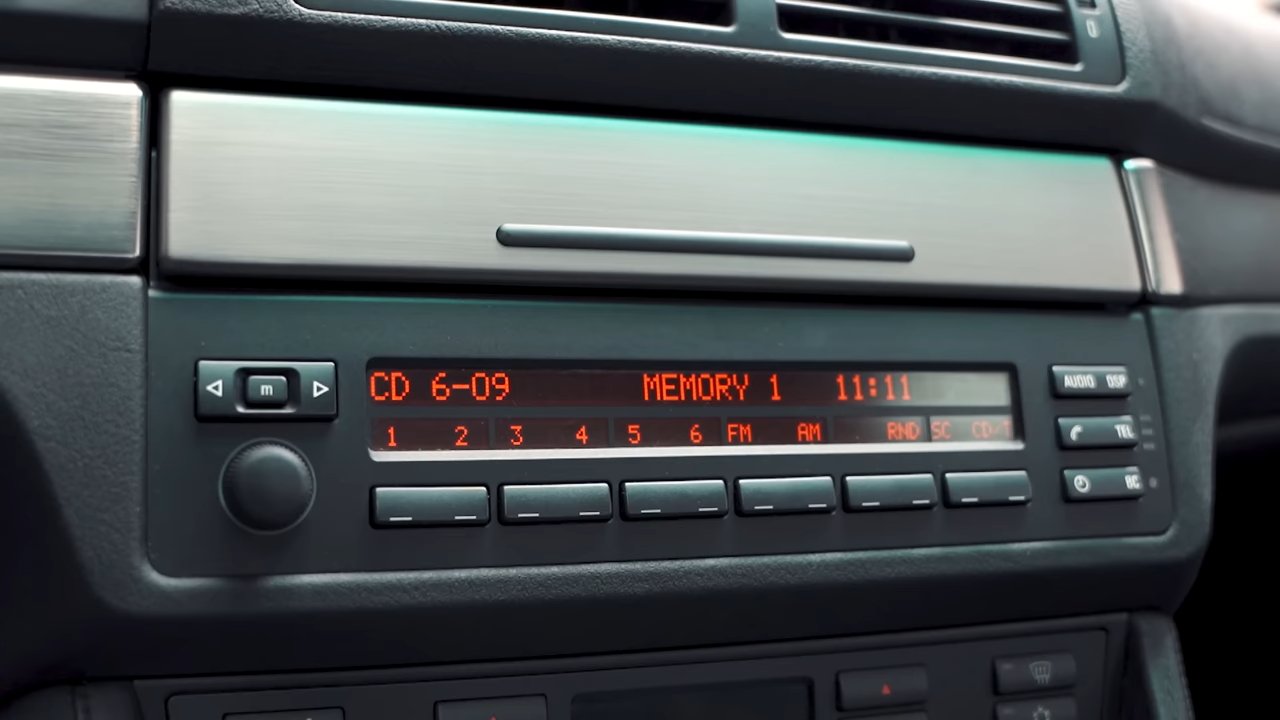 CD 6-09 MEMORY 1 11:11
1 2 3 4 5 6 FM AM RND SC CD/T
m
AUDIO DSP
TEL
BC